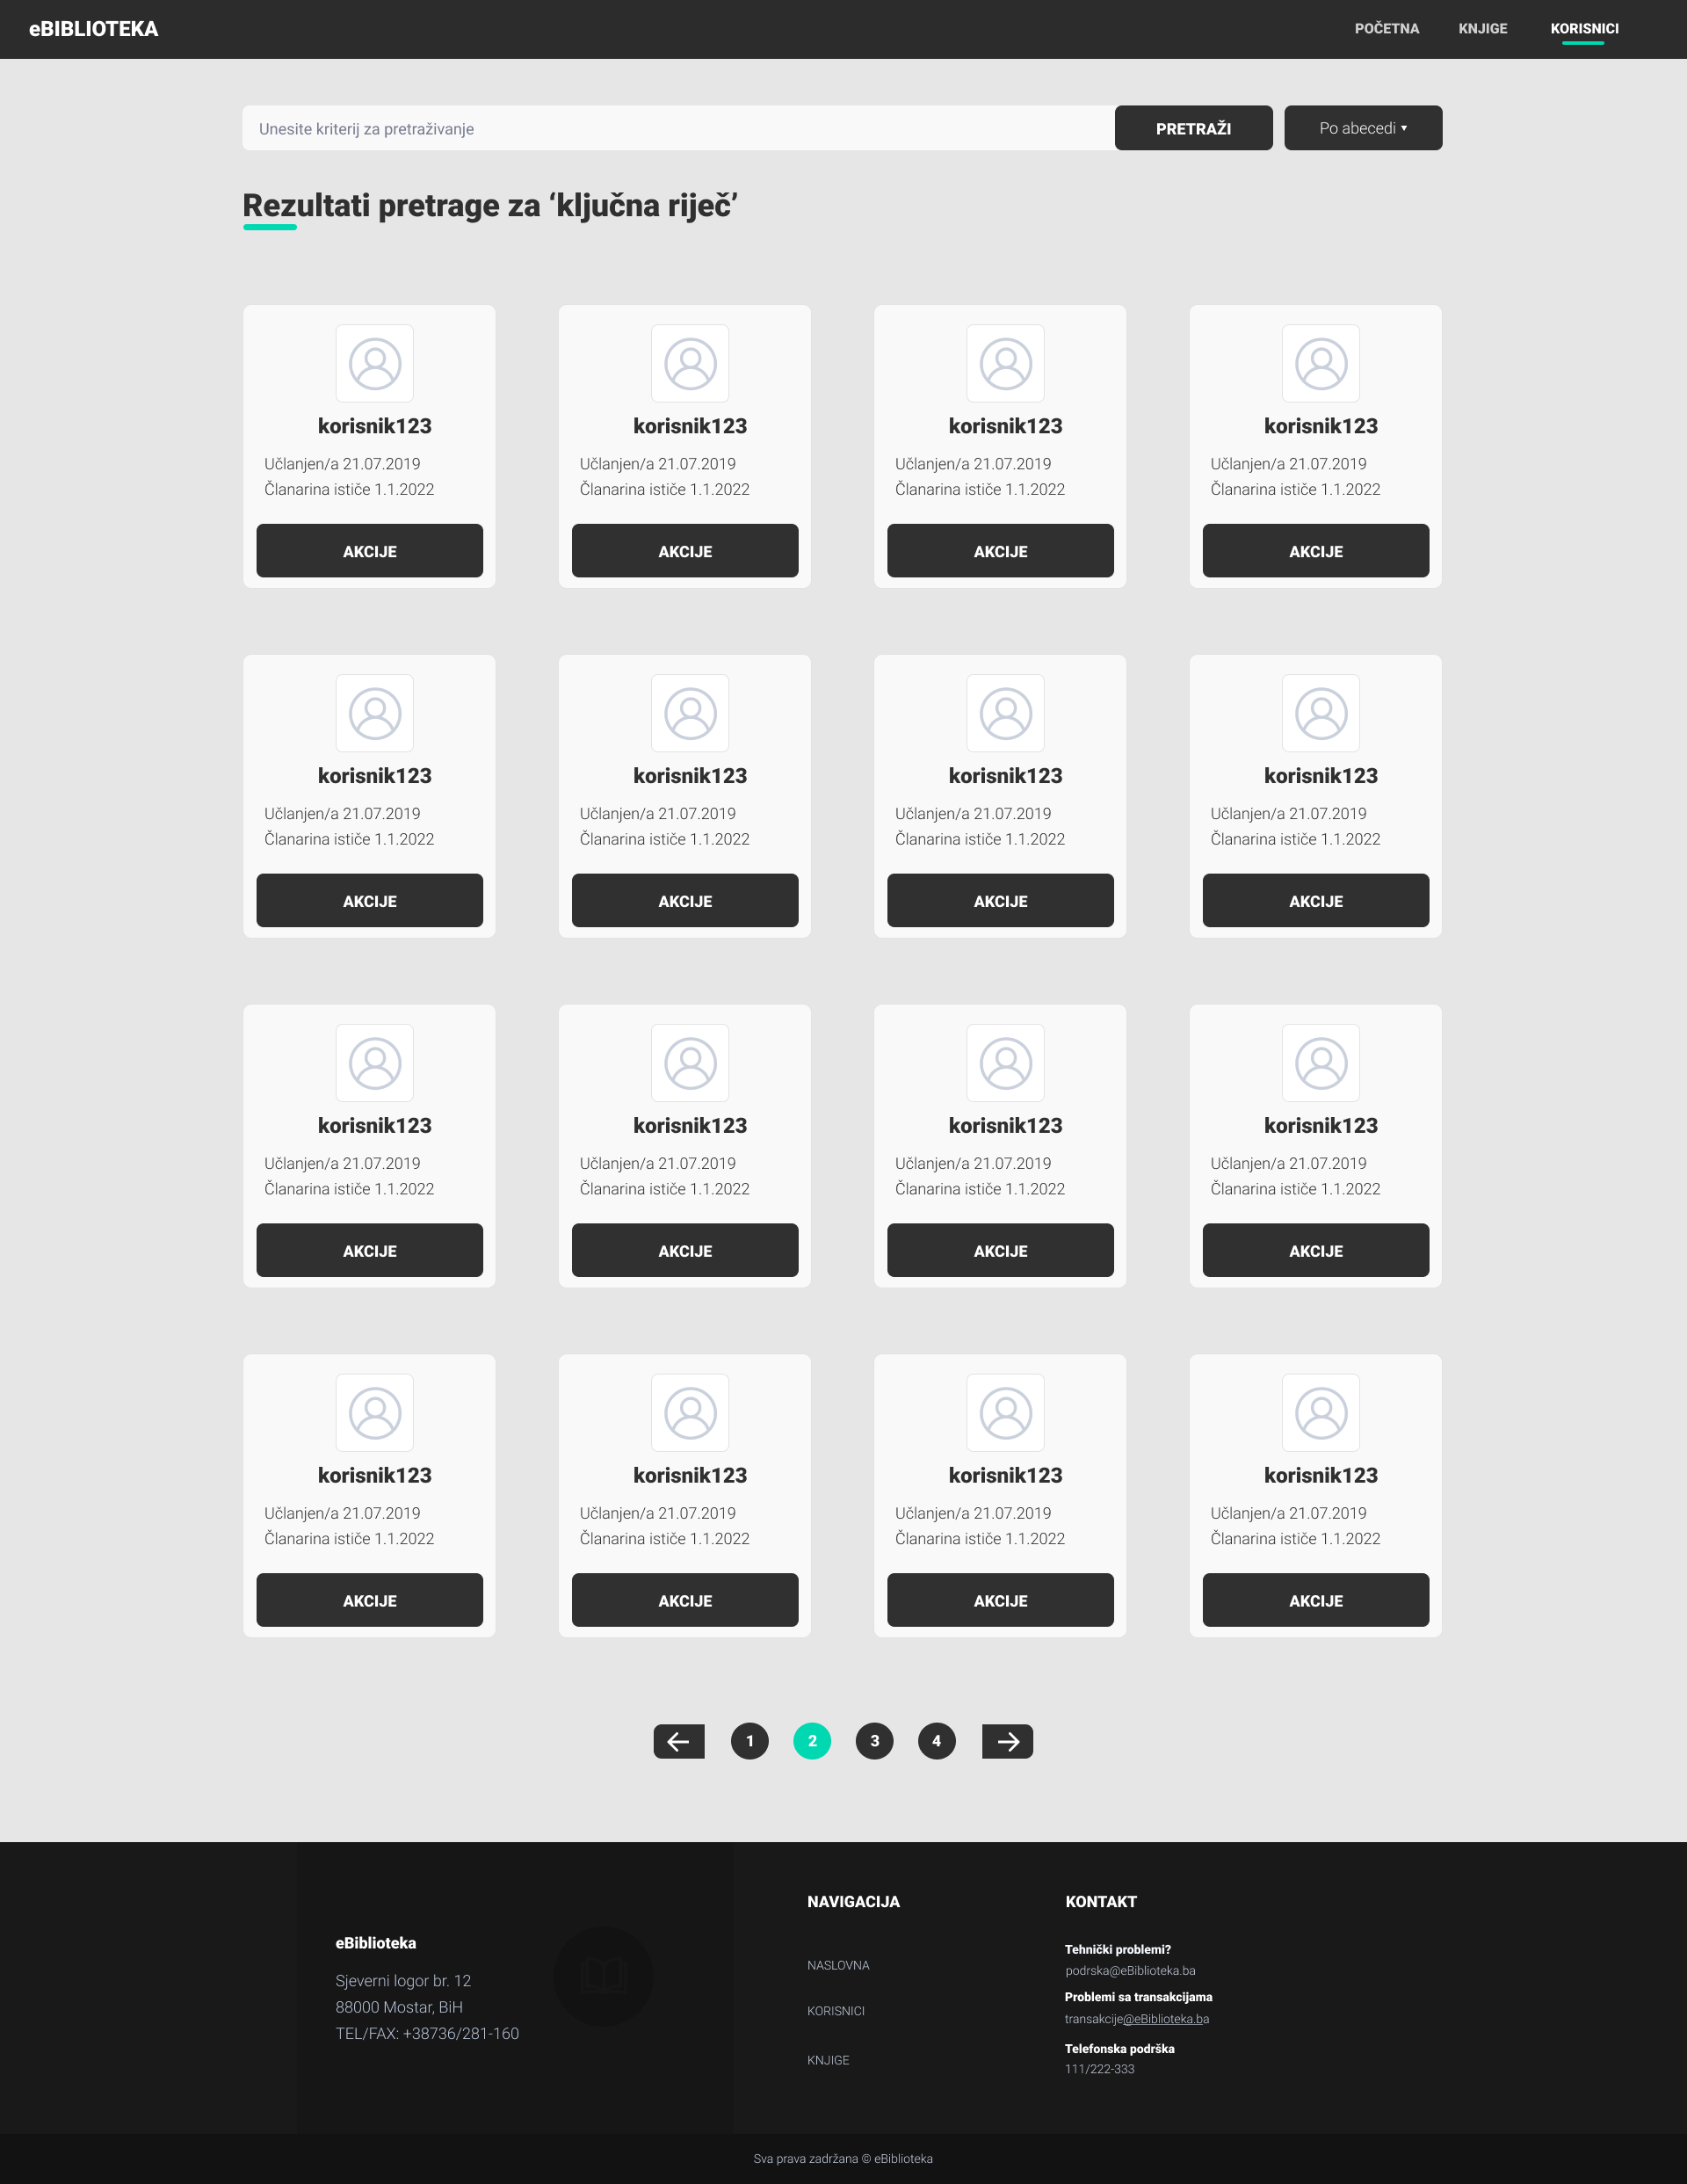 eBIBLIOTEKA
POČETNA KNJIGE KORISNICI
Unesite kriterij za pretraživanje PRETRAŽI Po abecedi ▾
Rezultati pretrage za ‘ključna riječ’
korisnik123 korisnik123 korisnik123 korisnik123
Učlanjen/a 21.07.2019 Učlanjen/a 21.07.2019 Učlanjen/a 21.07.2019 Učlanjen/a 21.07.2019
Članarina ističe 1.1.2022 Članarina ističe 1.1.2022 Članarina ističe 1.1.2022 Članarina ističe 1.1.2022
AKCIJE AKCIJE AKCIJE AKCIJE
korisnik123 korisnik123 korisnik123 korisnik123
Učlanjen/a 21.07.2019 Učlanjen/a 21.07.2019 Učlanjen/a 21.07.2019 Učlanjen/a 21.07.2019
Članarina ističe 1.1.2022 Članarina ističe 1.1.2022 Članarina ističe 1.1.2022 Članarina ističe 1.1.2022
AKCIJE AKCIJE AKCIJE AKCIJE
korisnik123 korisnik123 korisnik123 korisnik123
Učlanjen/a 21.07.2019 Učlanjen/a 21.07.2019 Učlanjen/a 21.07.2019 Učlanjen/a 21.07.2019
Članarina ističe 1.1.2022 Članarina ističe 1.1.2022 Članarina ističe 1.1.2022 Članarina ističe 1.1.2022
AKCIJE AKCIJE AKCIJE AKCIJE
korisnik123 korisnik123 korisnik123 korisnik123
Učlanjen/a 21.07.2019 Učlanjen/a 21.07.2019 Učlanjen/a 21.07.2019 Učlanjen/a 21.07.2019
Članarina ističe 1.1.2022 Članarina ističe 1.1.2022 Članarina ističe 1.1.2022 Članarina ističe 1.1.2022
AKCIJE AKCIJE AKCIJE AKCIJE
1 2 3 4
eBiblioteka
Sjeverni logor br. 12
88000 Mostar, BiH
TEL/FAX: +38736/281-160
NAVIGACIJA
NASLOVNA
KORISNICI
KNJIGE
KONTAKT
Tehnički problemi?
podrska@eBiblioteka.ba
Problemi sa transakcijama
transakcije@eBiblioteka.ba
Telefonska podrška
111/222-333
Sva prava zadržana © eBiblioteka